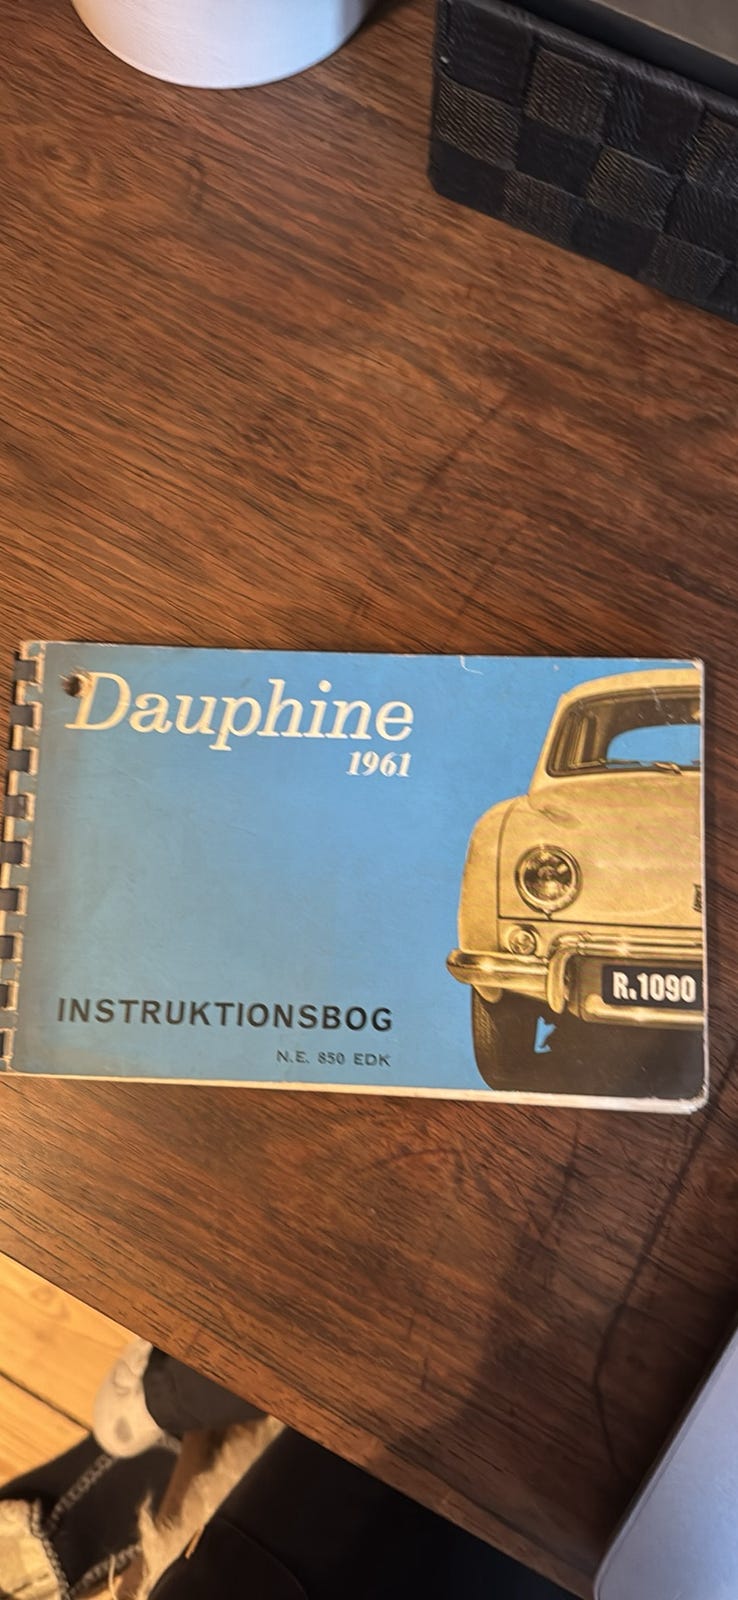 Dauphine
1961
R.1090
INSTRUKTIONSBOG
N.E. 850 EDK